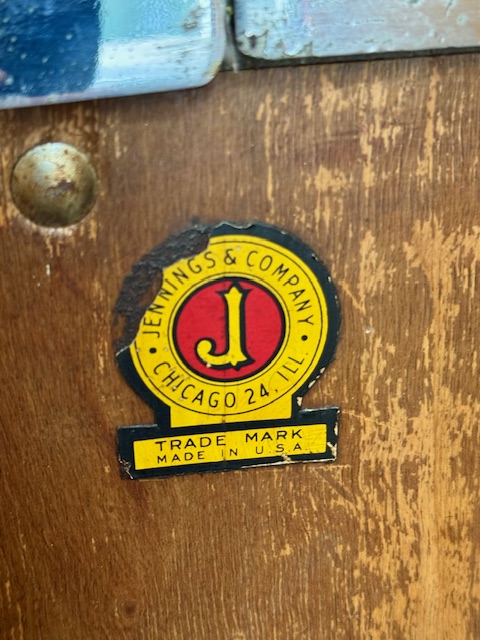 JENNINGS & COMPANY
J
CHICAGO 24, ILL.
TRADE MARK
MADE IN U.S.A.